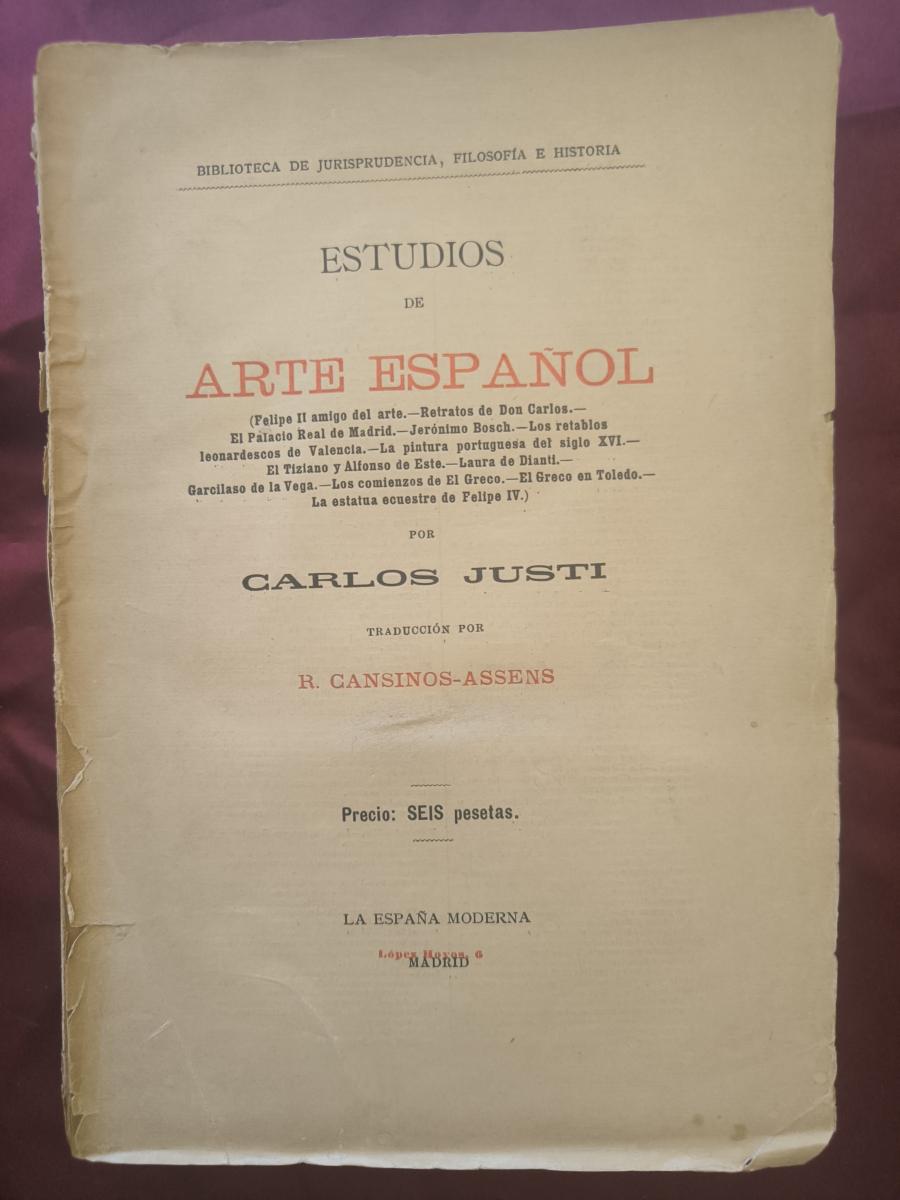 BIBLIOTECA DE JURISPRUDENCIA, FILOSOFÍA E HISTORIA
ESTUDIOS
DE
ARTE ESPAÑOL
(Felipe II amigo del arte.—Retratos de Don Carlos.—
El Palacio Real de Madrid.—Jerónimo Bosch.—Los retablos
leonardescos de Valencia.—La pintura portuguesa del siglo XVI.—
El Tiziano y Alfonso de Este.—Laura de Dianti.—
Garcilaso de la Vega.—Los comienzos de El Greco.—El Greco en Toledo.—
La estatua ecuestre de Felipe IV.)
POR
CARLOS JUSTI
TRADUCCIÓN POR
R. CANSINOS-ASSENS
Precio: SEIS pesetas.
LA ESPAÑA MODERNA
López Hoyos, 6
MADRID